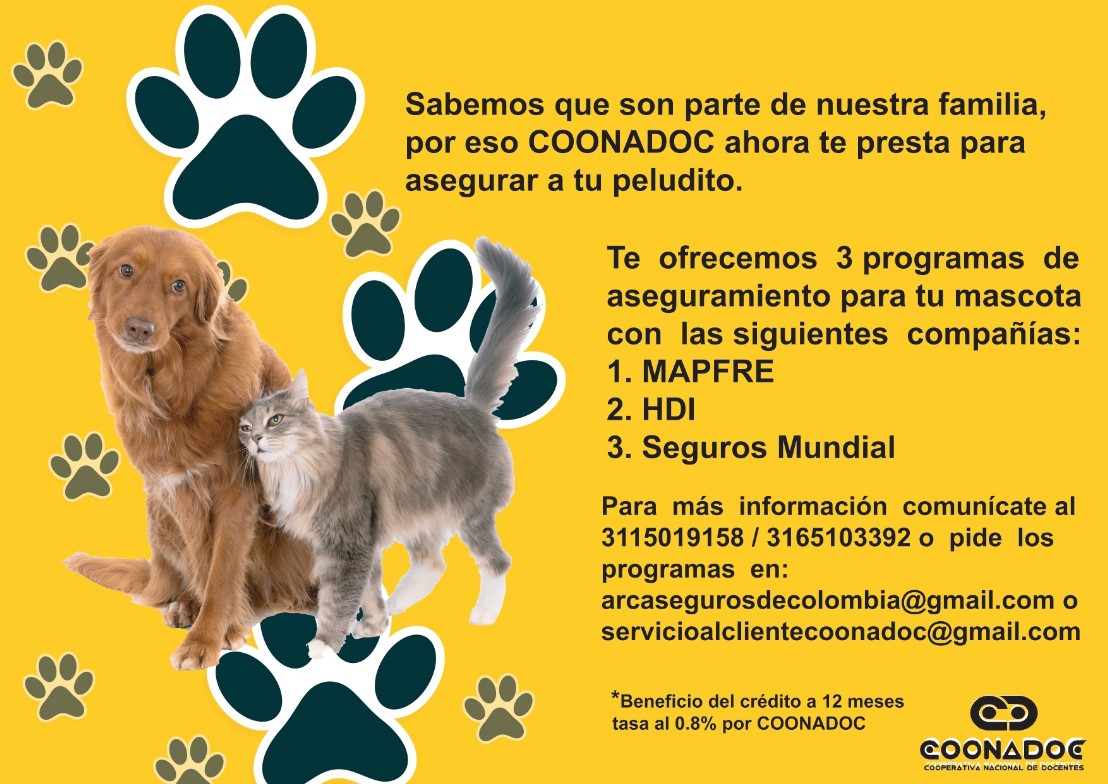 Sabemos que son parte de nuestra familia,
por eso COONADOC ahora te presta para
asegurar a tu peludito.
Te ofrecemos 3 programas de
aseguramiento para tu mascota
con las siguientes compañías:
1. MAPFRE
2. HDI
3. Seguros Mundial
Para más información comunícate al
3115019158 / 3165103392 o pide los
programas en:
arcasegurosdecolombia@gmail.com o
servicioalclientecoonadoc@gmail.com
*Beneficio del crédito a 12 meses
tasa al 0.8% por COONADOC
COONADOC
COOPERATIVA NACIONAL DE DOCENTES